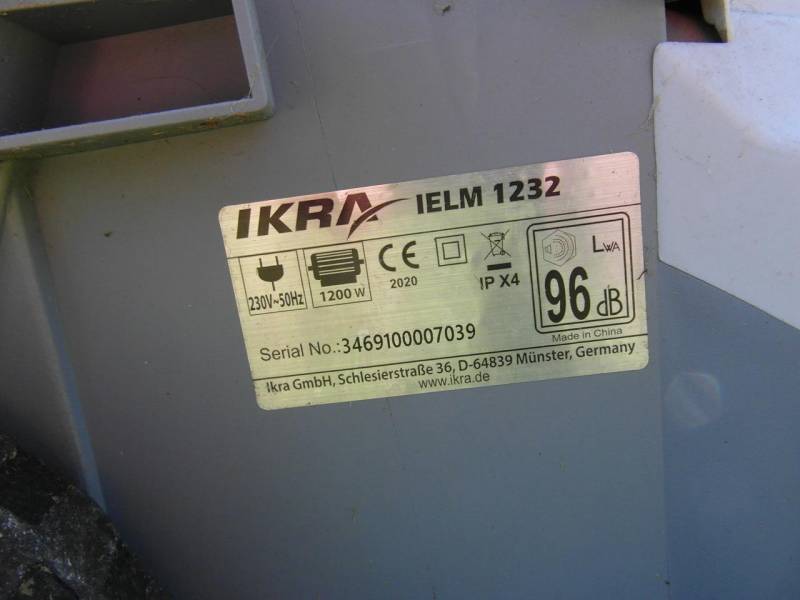 IKRA IELM 1232
230V~50Hz
1200 W
CE
2020
IP X4
LWA
96 dB
Made in China
Serial No.:3469100007039
Ikra GmbH, Schlesierstraße 36, D-64839 Münster, Germany
www.ikra.de